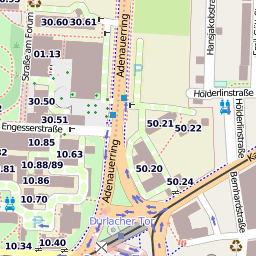 30.60 30.61
Straße am Forum
Adenauerring
01.13
Hansjakobstraße
Hölderlinstraße
30.50
30.51
Engesserstraße
50.21
50.22
10.85
10.63
10.88/89
10.86
10.70
Adenauerring
50.20
50.24
Hölderlinstraße
Bernhardstraße
Durlacher Tor
10.34
10.40